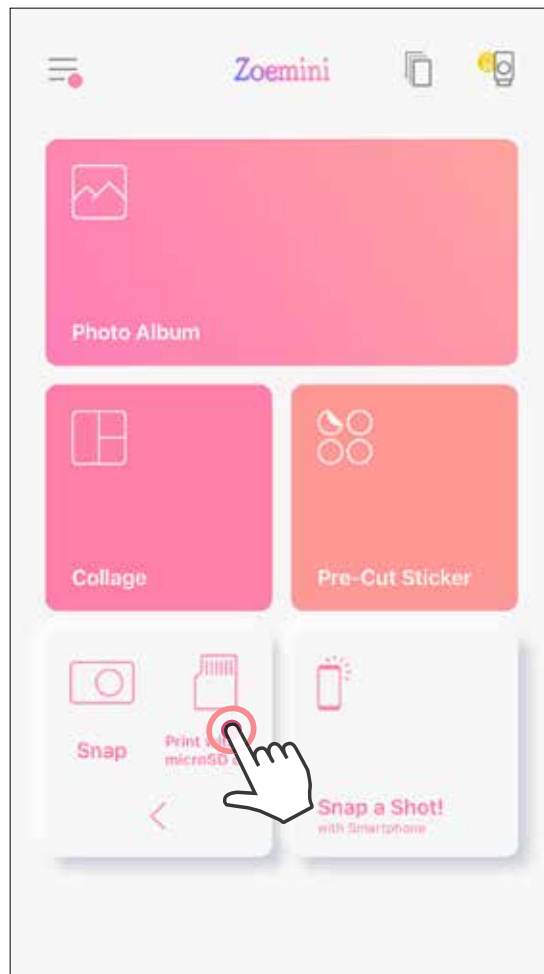 Zoemini
Photo Album
Collage
Pre-Cut Sticker
Snap
Print
microSD
Snap a Shot!
with Smartphone